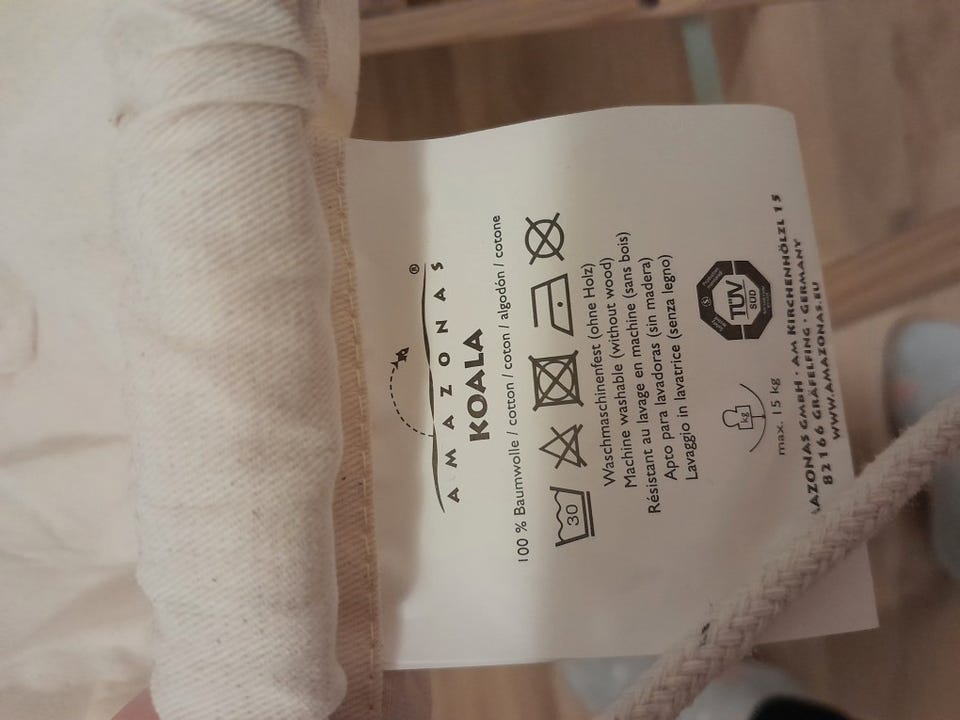 AMAZONAS®
KOALA
100 % Baumwolle / cotton / coton / algodón / cotone
30
Waschmaschinenfest (ohne Holz)
Machine washable (without wood)
Résistant au lavage en machine (sans bois)
Apto para lavadoras (sin madera)
Lavaggio in lavatrice (senza legno)
kg
max. 15 kg
TÜV
SÜD
GMBH · AM KIRCHENHÖLZL 15
82166 GRÄFELFING · GERMANY
WWW.AMAZONAS.EU